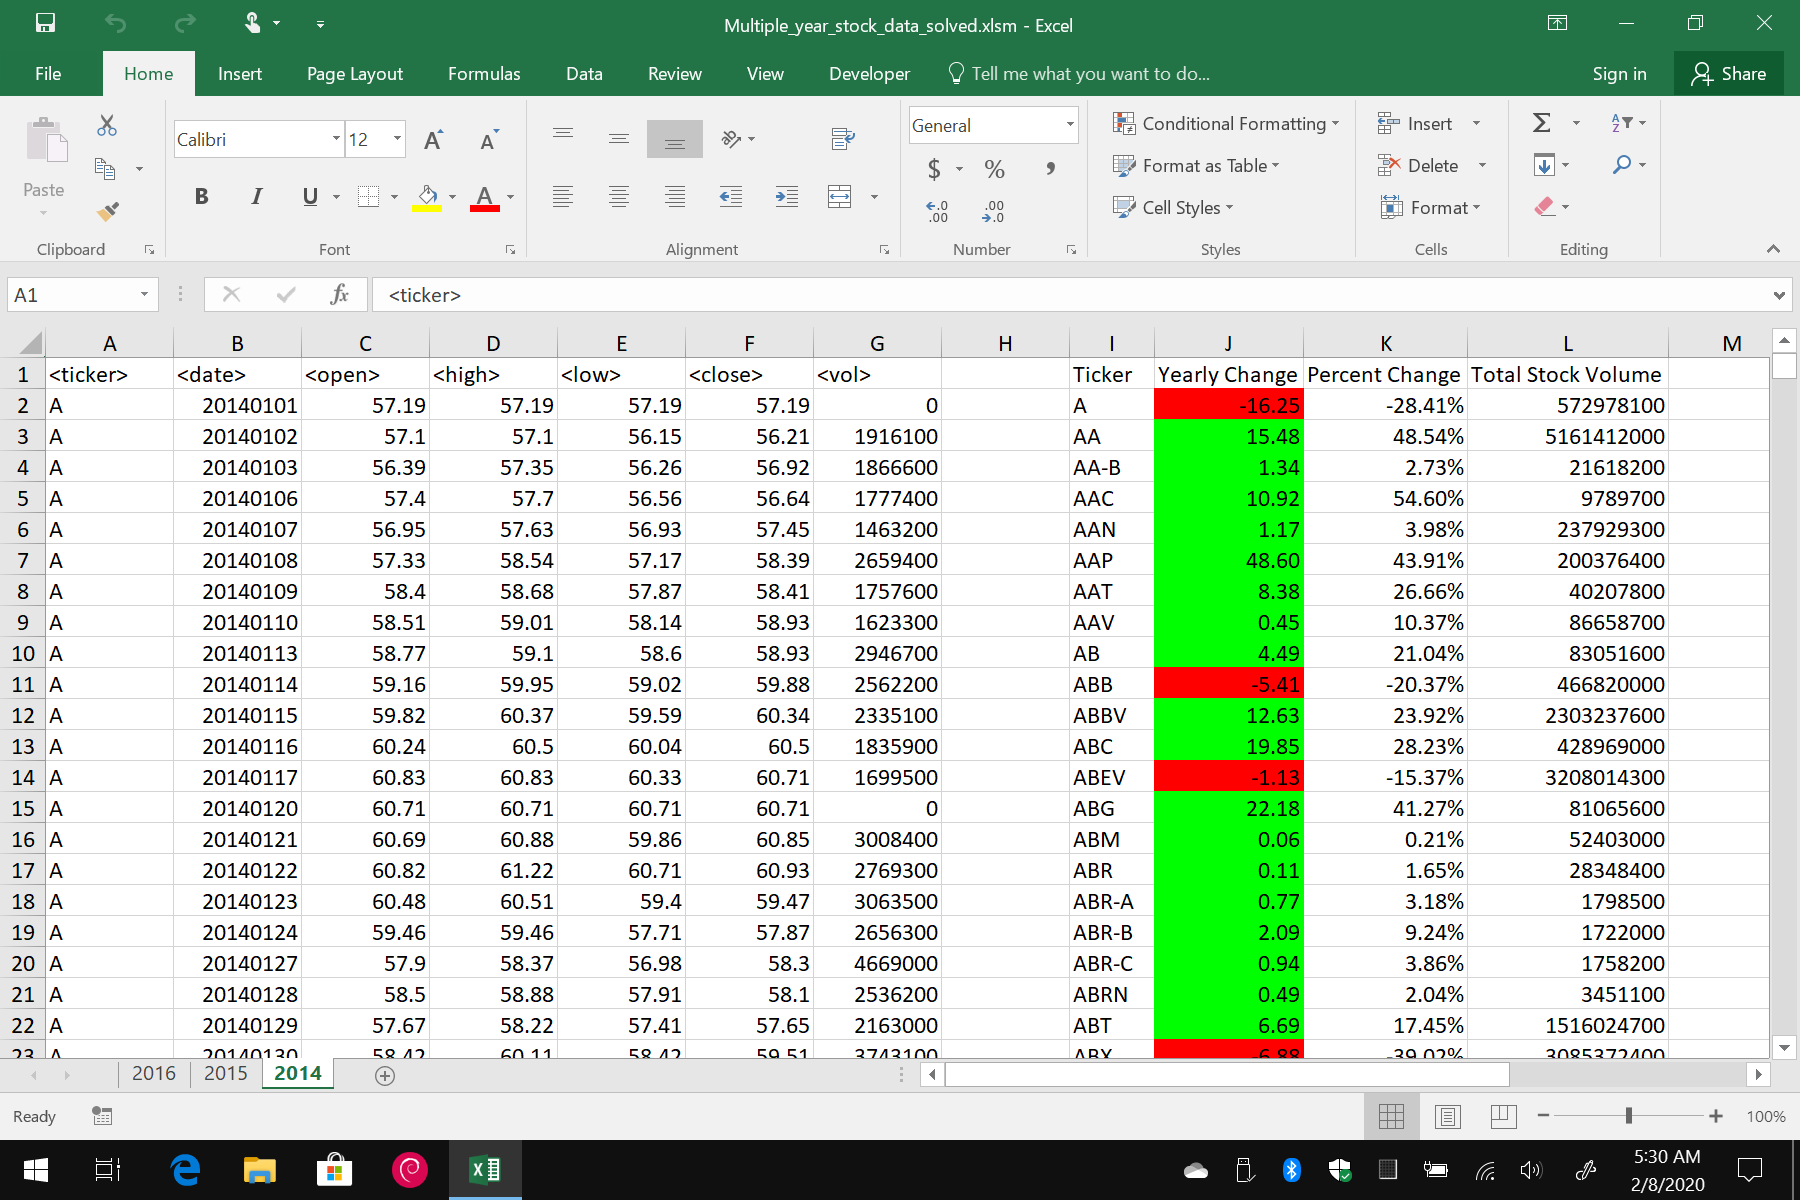 Multiple_year_stock_data_solved.xlsm - Excel
File Home Insert Page Layout Formulas Data Review View Developer Tell me what you want to do... Sign in Share
Paste
Calibri 12 A A
B I U A
General
$ % ,
←.0 .00 .00 →.0
Conditional Formatting
Format as Table
Cell Styles
Insert
Delete
Format
Σ AZ
Clipboard Font Alignment Number Styles Cells Editing
A1 fx <ticker>
A B C D E F G H I J K L M
1 <ticker> <date> <open> <high> <low> <close> <vol> Ticker Yearly Change Percent Change Total Stock Volume
2 A 20140101 57.19 57.19 57.19 57.19 0 A -16.25 -28.41% 572978100
3 A 20140102 57.1 57.1 56.15 56.21 1916100 AA 15.48 48.54% 5161412000
4 A 20140103 56.39 57.35 56.26 56.92 1866600 AA-B 1.34 2.73% 21618200
5 A 20140106 57.4 57.7 56.56 56.64 1777400 AAC 10.92 54.60% 9789700
6 A 20140107 56.95 57.63 56.93 57.45 1463200 AAN 1.17 3.98% 237929300
7 A 20140108 57.33 58.54 57.17 58.39 2659400 AAP 48.60 43.91% 200376400
8 A 20140109 58.4 58.68 57.87 58.41 1757600 AAT 8.38 26.66% 40207800
9 A 20140110 58.51 59.01 58.14 58.93 1623300 AAV 0.45 10.37% 86658700
10 A 20140113 58.77 59.1 58.6 58.93 2946700 AB 4.49 21.04% 83051600
11 A 20140114 59.16 59.95 59.02 59.88 2562200 ABB -5.41 -20.37% 466820000
12 A 20140115 59.82 60.37 59.59 60.34 2335100 ABBV 12.63 23.92% 2303237600
13 A 20140116 60.24 60.5 60.04 60.5 1835900 ABC 19.85 28.23% 428969000
14 A 20140117 60.83 60.83 60.33 60.71 1699500 ABEV -1.13 -15.37% 3208014300
15 A 20140120 60.71 60.71 60.71 60.71 0 ABG 22.18 41.27% 81065600
16 A 20140121 60.69 60.88 59.86 60.85 3008400 ABM 0.06 0.21% 52403000
17 A 20140122 60.82 61.22 60.71 60.93 2769300 ABR 0.11 1.65% 28348400
18 A 20140123 60.48 60.51 59.4 59.47 3063500 ABR-A 0.77 3.18% 1798500
19 A 20140124 59.46 59.46 57.71 57.87 2656300 ABR-B 2.09 9.24% 1722000
20 A 20140127 57.9 58.37 56.98 58.3 4669000 ABR-C 0.94 3.86% 1758200
21 A 20140128 58.5 58.88 57.91 58.1 2536200 ABRN 0.49 2.04% 3451100
22 A 20140129 57.67 58.22 57.41 57.65 2163000 ABT 6.69 17.45% 1516024700
23 A 20140130 58.42 60.11 58.42 59.51 3743100 ABX -6.88 -39.02% 3085372400
2016 2015 2014
Ready 100%
5:30 AM
2/8/2020